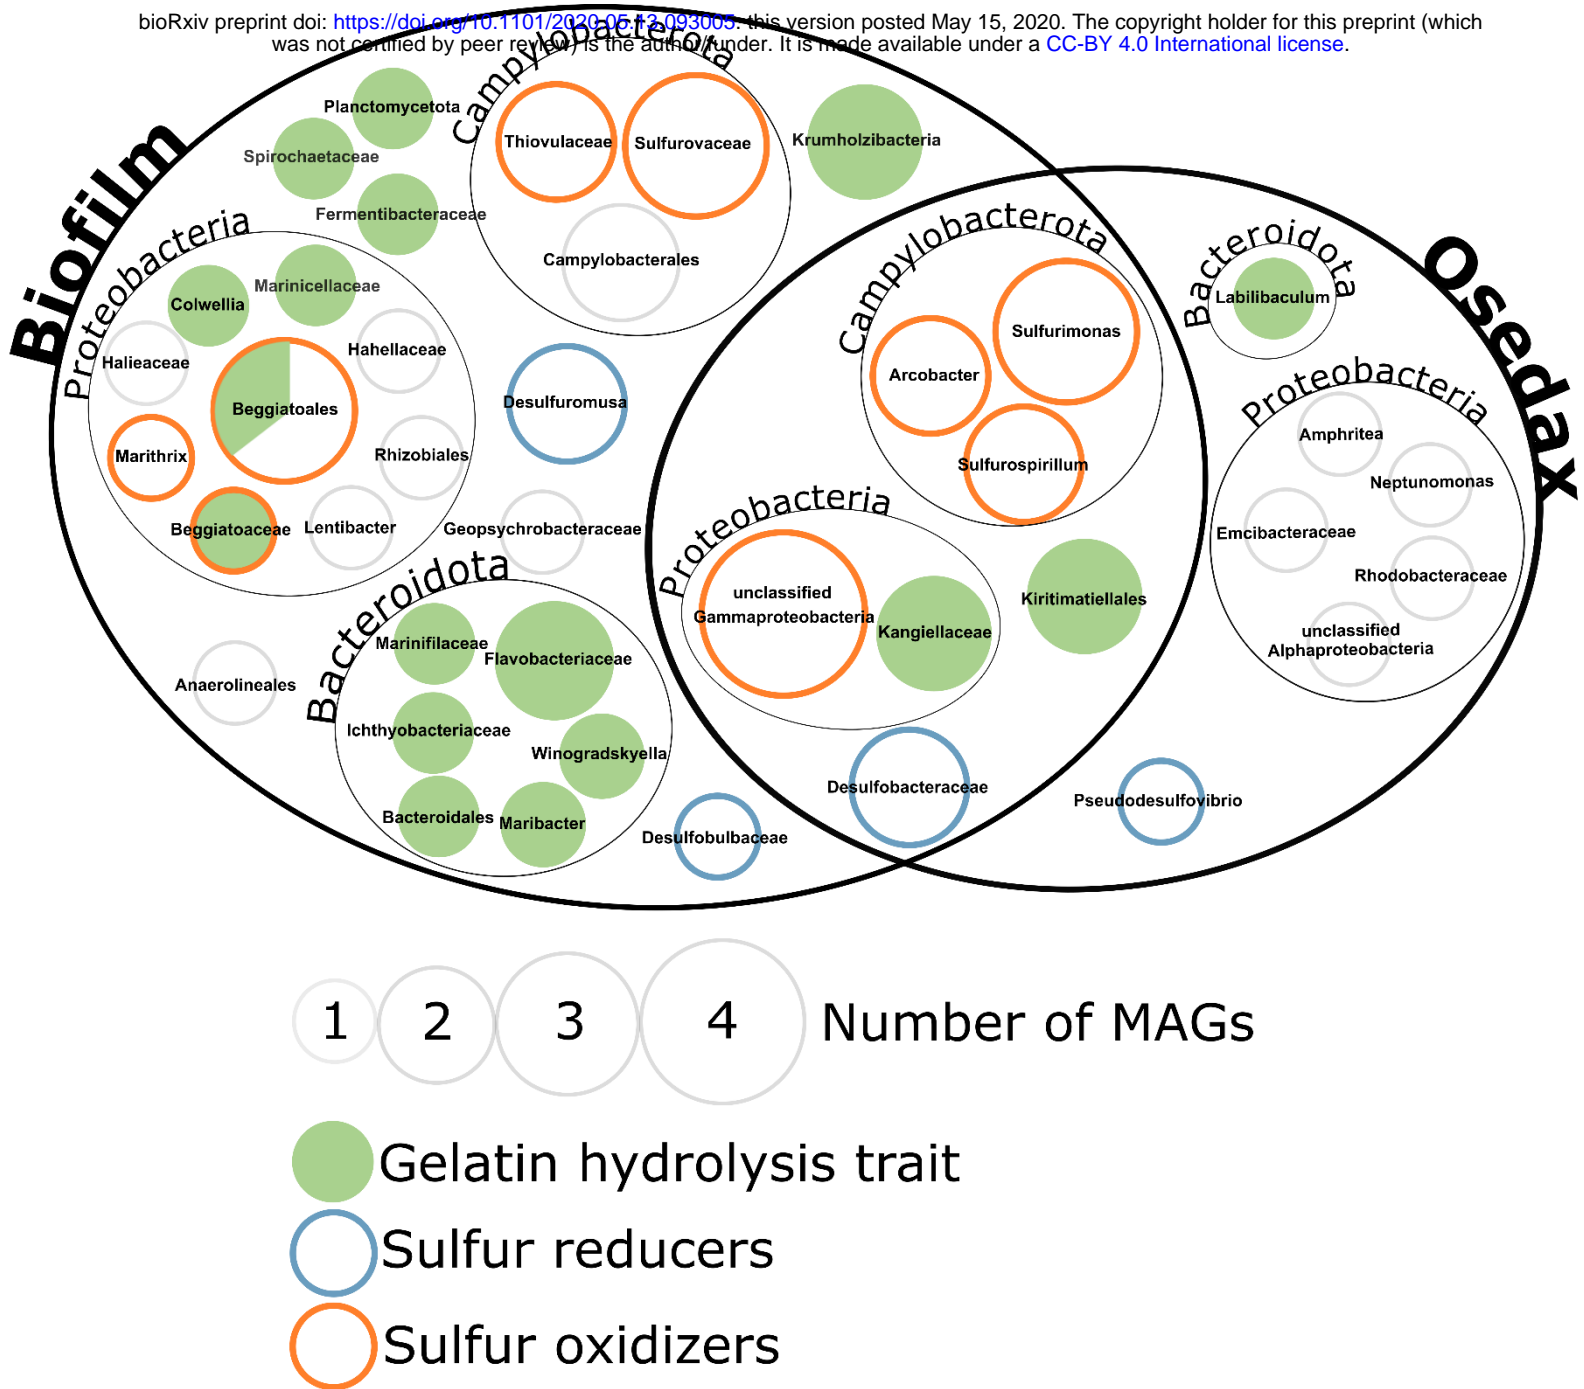 bioRxiv preprint doi: https://doi.org/10.1101/2020.05.13.093005; this version posted May 15, 2020. The copyright holder for this preprint (which
was not certified by peer review) is the author/funder. It is made available under a CC-BY 4.0 International license.
Biofilm
Osedax
Campylobacterota
Thiovulaceae
Sulfurovaceae
Campylobacterales
Planctomycetota
Spirochaetaceae
Fermentibacteraceae
Krumholzibacteria
Proteobacteria
Colwellia
Marinicellaceae
Halieaceae
Hahellaceae
Beggiatoales
Marithrix
Rhizobiales
Beggiatoaceae
Lentibacter
Desulfuromusa
Geopsychrobacteraceae
Anaerolineales
Bacteroidota
Marinifilaceae
Flavobacteriaceae
Ichthyobacteriaceae
Winogradskyella
Bacteroidales
Maribacter
Desulfobulbaceae
Campylobacterota
Sulfurimonas
Arcobacter
Sulfurospirillum
Proteobacteria
unclassified
Gammaproteobacteria
Kangiellaceae
Kiritimatiellales
Desulfobacteraceae
Bacteroidota
Labilibaculum
Proteobacteria
Amphritea
Neptunomonas
Emcibacteraceae
Rhodobacteraceae
unclassified
Alphaproteobacteria
Pseudodesulfovibrio
1 2 3 4 Number of MAGs
Gelatin hydrolysis trait
Sulfur reducers
Sulfur oxidizers